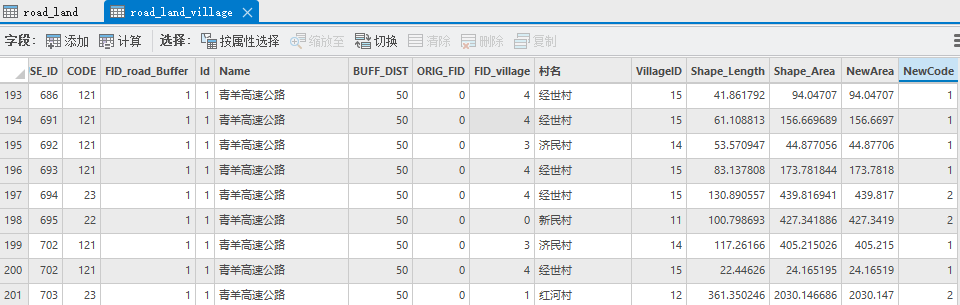 road_land road_land_village
字段: 添加 计算 选择: 按属性选择 缩放至 切换 清除 删除 复制
SE_ID CODE FID_road_Buffer Id Name BUFF_DIST ORIG_FID FID_village 村名 VillageID Shape_Length Shape_Area NewArea NewCode
193 686 121 1 1 青羊高速公路 50 0 4 经世村 15 41.861792 94.04707 94.04707 1
194 691 121 1 1 青羊高速公路 50 0 4 经世村 15 61.108813 156.669689 156.6697 1
195 692 121 1 1 青羊高速公路 50 0 3 济民村 14 53.570947 44.877056 44.87706 1
196 693 121 1 1 青羊高速公路 50 0 4 经世村 15 83.137808 173.781844 173.7818 1
197 694 23 1 1 青羊高速公路 50 0 4 经世村 15 130.890557 439.816941 439.817 2
198 695 22 1 1 青羊高速公路 50 0 0 新民村 11 100.798693 427.341886 427.3419 2
199 702 121 1 1 青羊高速公路 50 0 3 济民村 14 117.26166 405.215026 405.215 1
200 702 121 1 1 青羊高速公路 50 0 4 经世村 15 22.44626 24.165195 24.16519 1
201 703 23 1 1 青羊高速公路 50 0 1 红河村 12 361.350246 2030.146686 2030.147 2